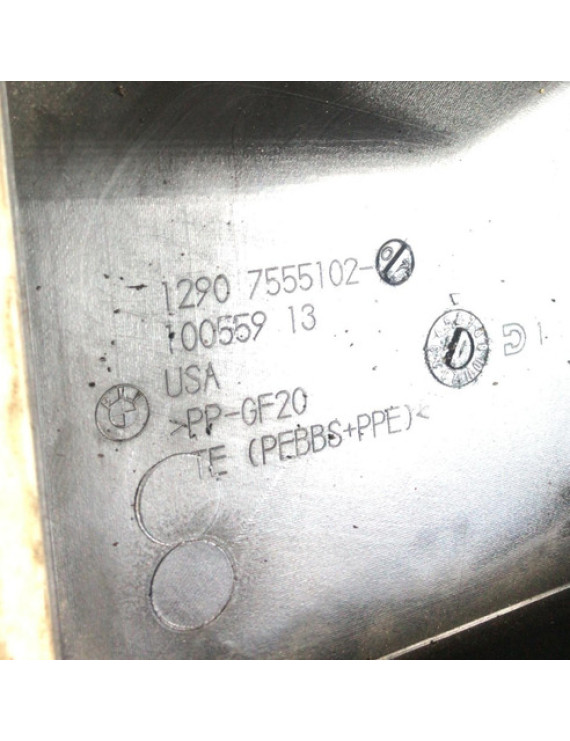 1290 7555102-
100559 13
USA
>PP-GF20
TE (PEBBS+PPE)<